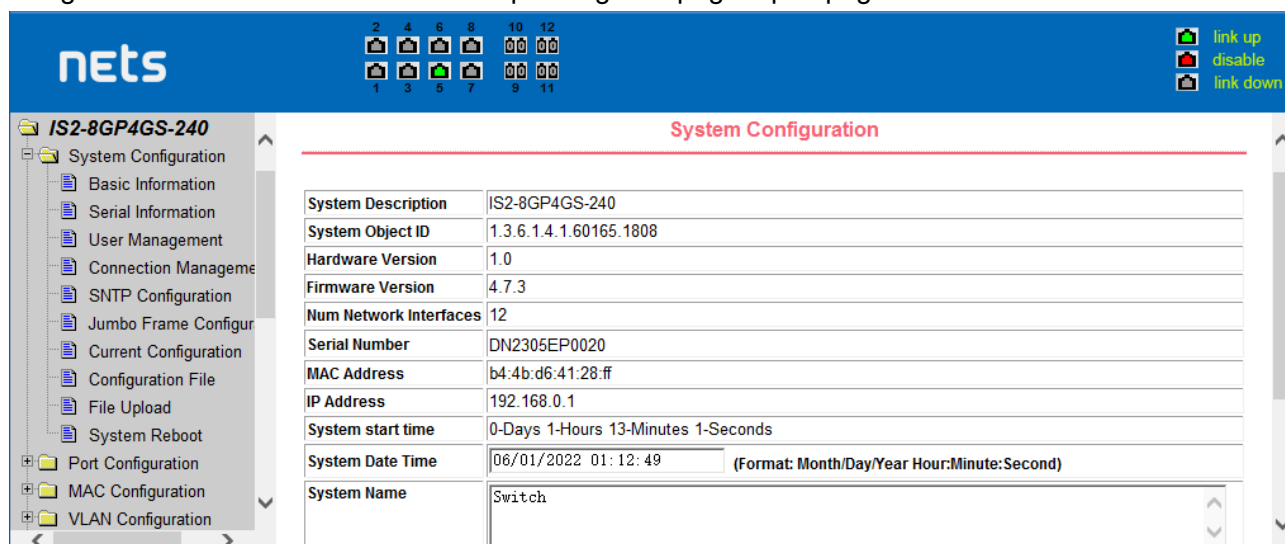 2 4 6 8 10 12
1 3 5 7 9 11
nets
link up
disable
link down
IS2-8GP4GS-240
System Configuration
Basic Information
Serial Information
User Management
Connection Manageme
SNTP Configuration
Jumbo Frame Configur
Current Configuration
Configuration File
File Upload
System Reboot
Port Configuration
MAC Configuration
VLAN Configuration
System Configuration
System Description IS2-8GP4GS-240
System Object ID 1.3.6.1.4.1.60165.1808
Hardware Version 1.0
Firmware Version 4.7.3
Num Network Interfaces 12
Serial Number DN2305EP0020
MAC Address b4:4b:d6:41:28:ff
IP Address 192.168.0.1
System start time 0-Days 1-Hours 13-Minutes 1-Seconds
System Date Time 06/01/2022 01:12:49 (Format: Month/Day/Year Hour:Minute:Second)
System Name Switch